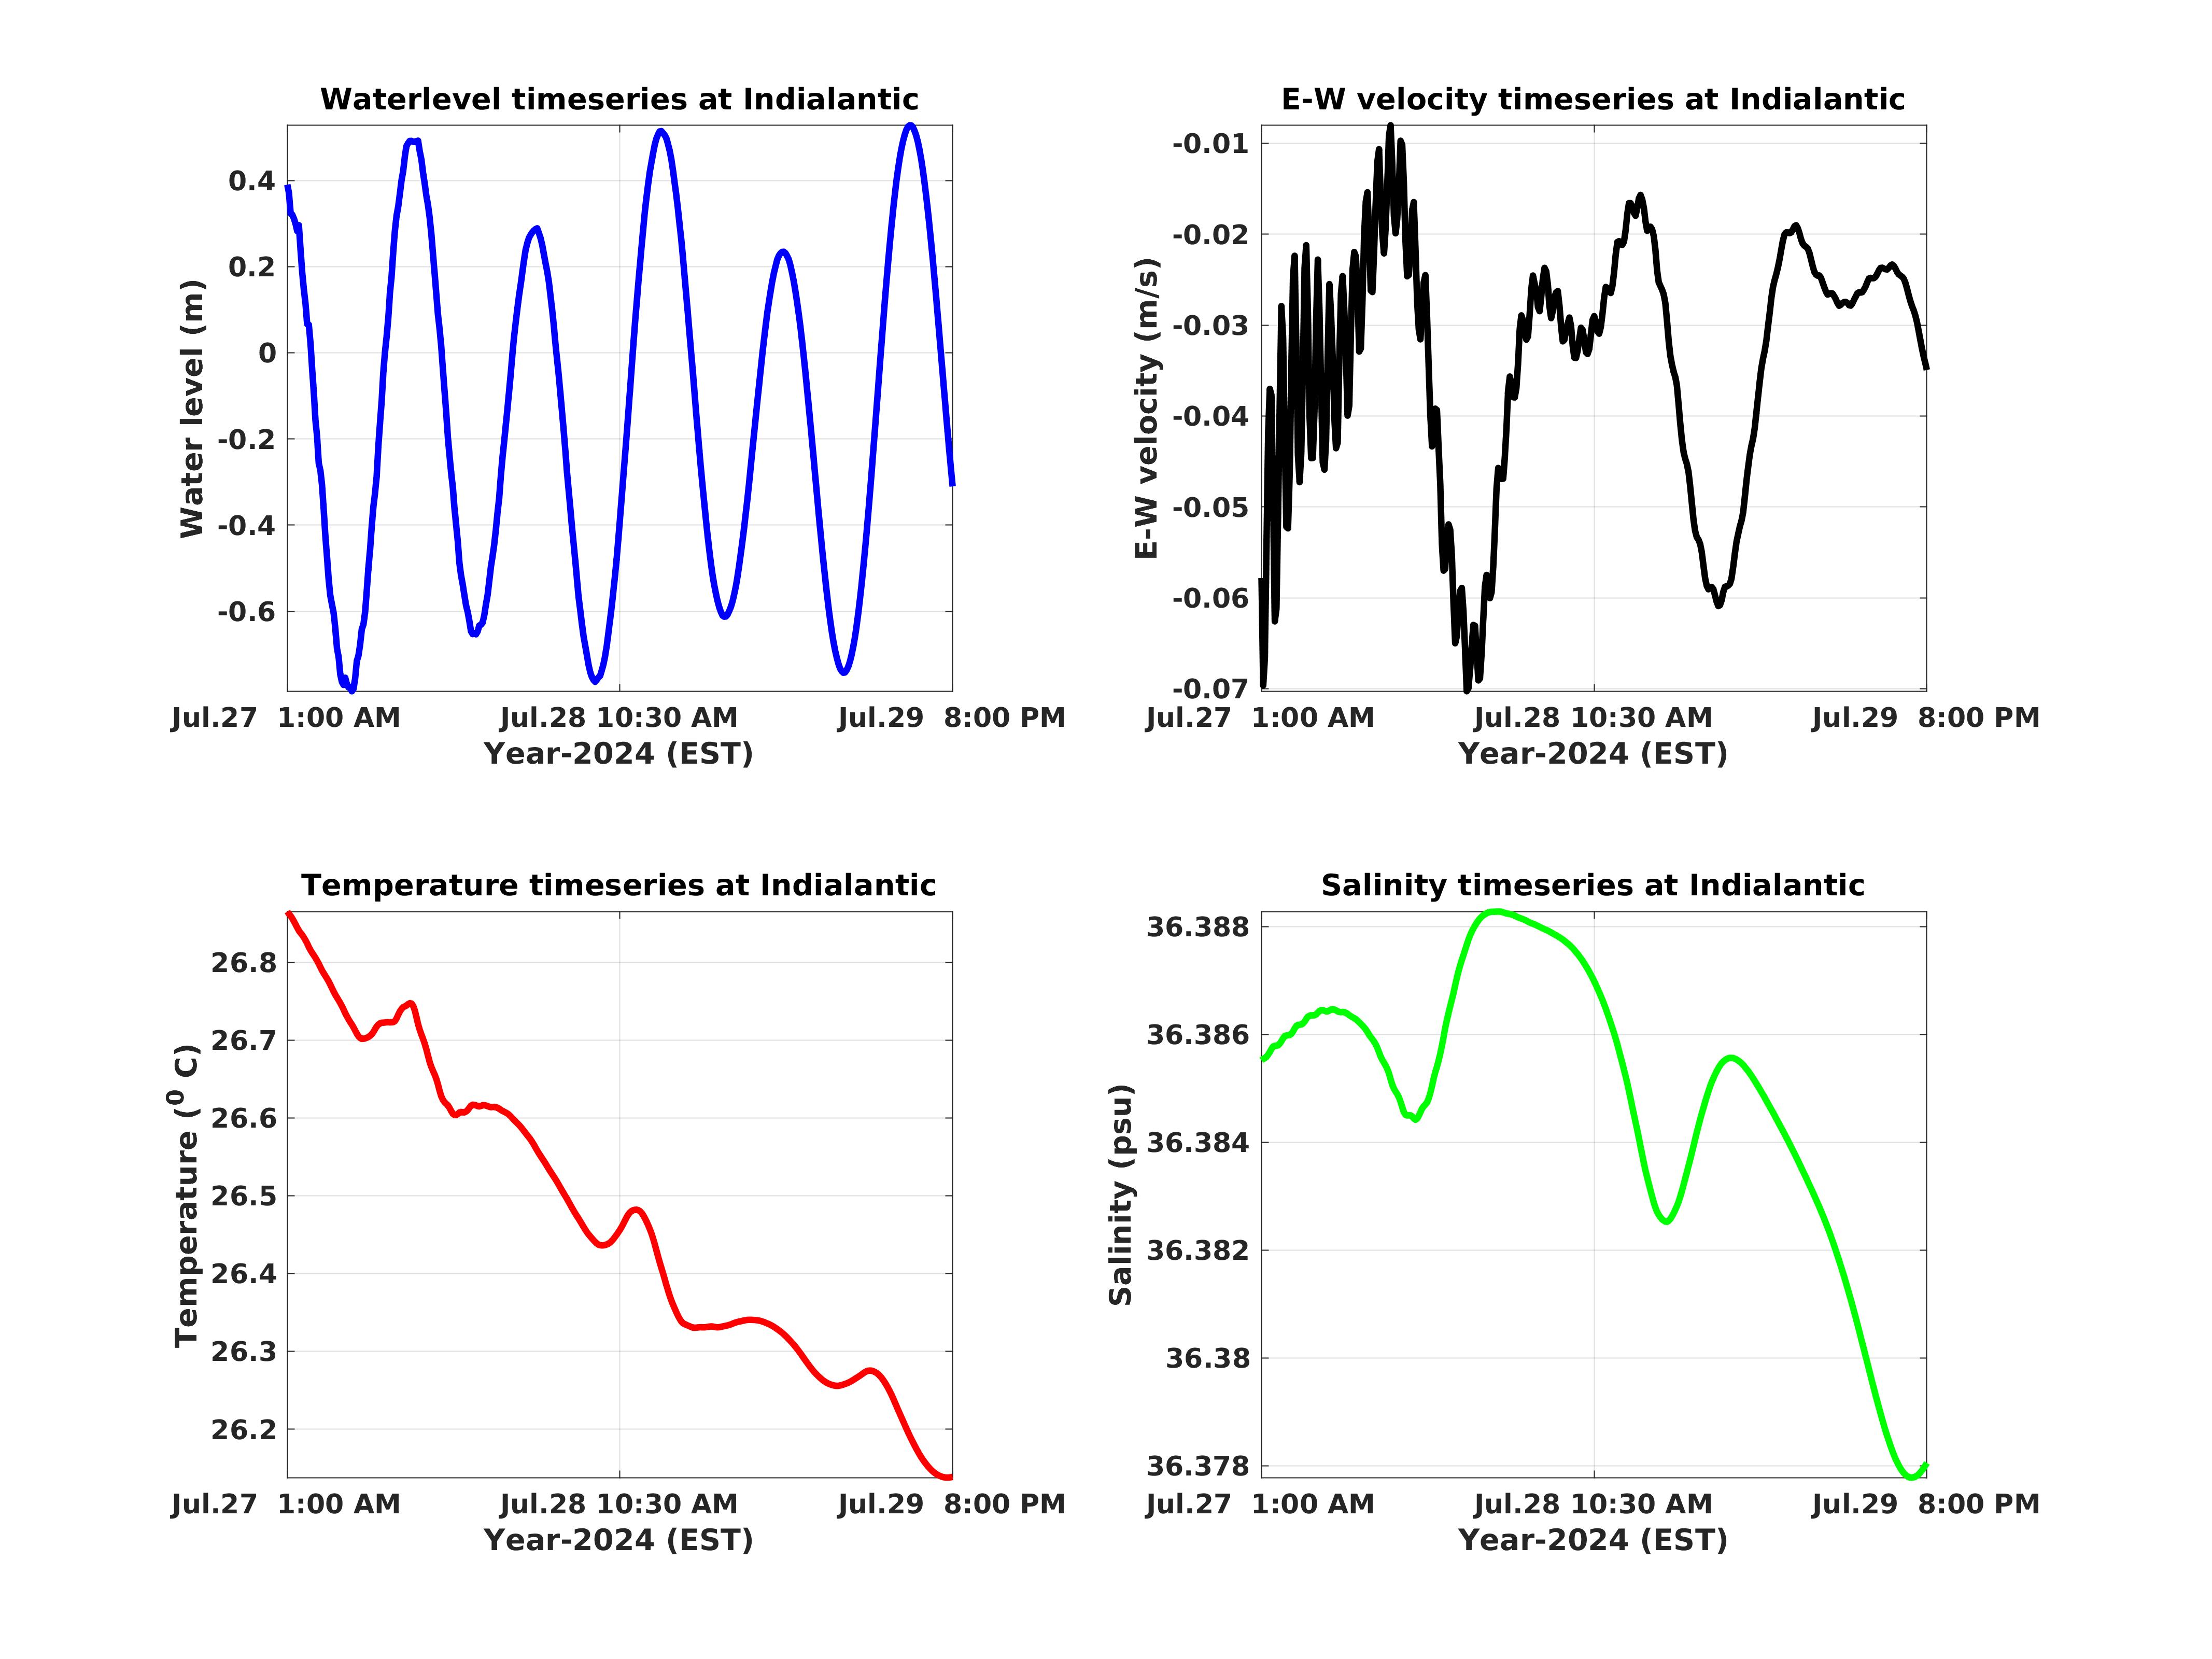 Waterlevel timeseries at Indialantic
0.4
0.2
0
-0.2
-0.4
-0.6
Water level (m)
Jul.27 1:00 AM
Jul.28 10:30 AM
Jul.29 8:00 PM
Year-2024 (EST)
E-W velocity timeseries at Indialantic
-0.01
-0.02
-0.03
-0.04
-0.05
-0.06
-0.07
E-W velocity (m/s)
Jul.27 1:00 AM
Jul.28 10:30 AM
Jul.29 8:00 PM
Year-2024 (EST)
Temperature timeseries at Indialantic
26.8
26.7
26.6
26.5
26.4
26.3
26.2
Temperature (⁰ C)
Jul.27 1:00 AM
Jul.28 10:30 AM
Jul.29 8:00 PM
Year-2024 (EST)
Salinity timeseries at Indialantic
36.388
36.386
36.384
36.382
36.38
36.378
Salinity (psu)
Jul.27 1:00 AM
Jul.28 10:30 AM
Jul.29 8:00 PM
Year-2024 (EST)